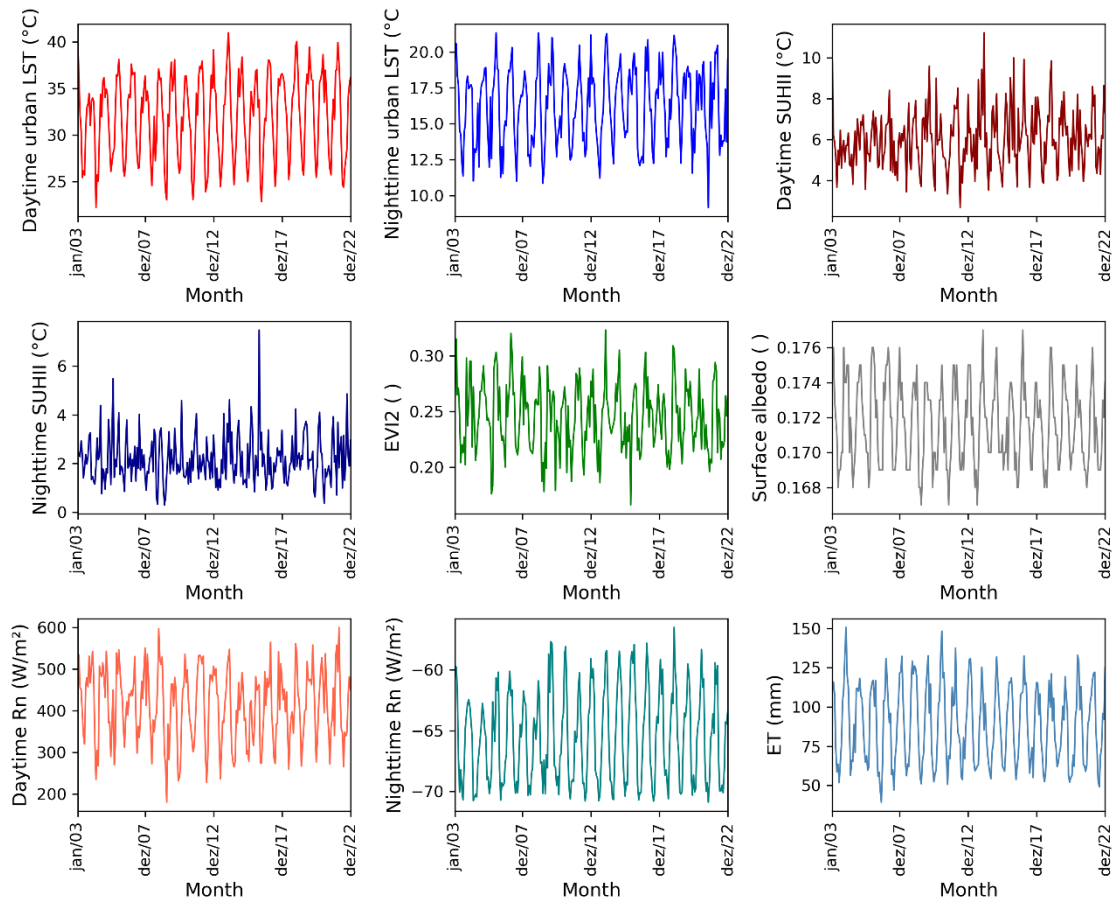 Daytime urban LST (°C)
40
35
30
25
jan/03
dez/07
dez/12
dez/17
dez/22
Month
Nighttime urban LST (°C
20.0
17.5
15.0
12.5
10.0
jan/03
dez/07
dez/12
dez/17
dez/22
Month
Daytime SUHII (°C)
10
8
6
4
jan/03
dez/07
dez/12
dez/17
dez/22
Month
Nighttime SUHII (°C)
6
4
2
0
jan/03
dez/07
dez/12
dez/17
dez/22
Month
EVI2 ( )
0.30
0.25
0.20
jan/03
dez/07
dez/12
dez/17
dez/22
Month
Surface albedo ( )
0.176
0.174
0.172
0.170
0.168
jan/03
dez/07
dez/12
dez/17
dez/22
Month
Daytime Rn (W/m²)
600
500
400
300
200
jan/03
dez/07
dez/12
dez/17
dez/22
Month
Nighttime Rn (W/m²)
−60
−65
−70
jan/03
dez/07
dez/12
dez/17
dez/22
Month
ET (mm)
150
125
100
75
50
jan/03
dez/07
dez/12
dez/17
dez/22
Month